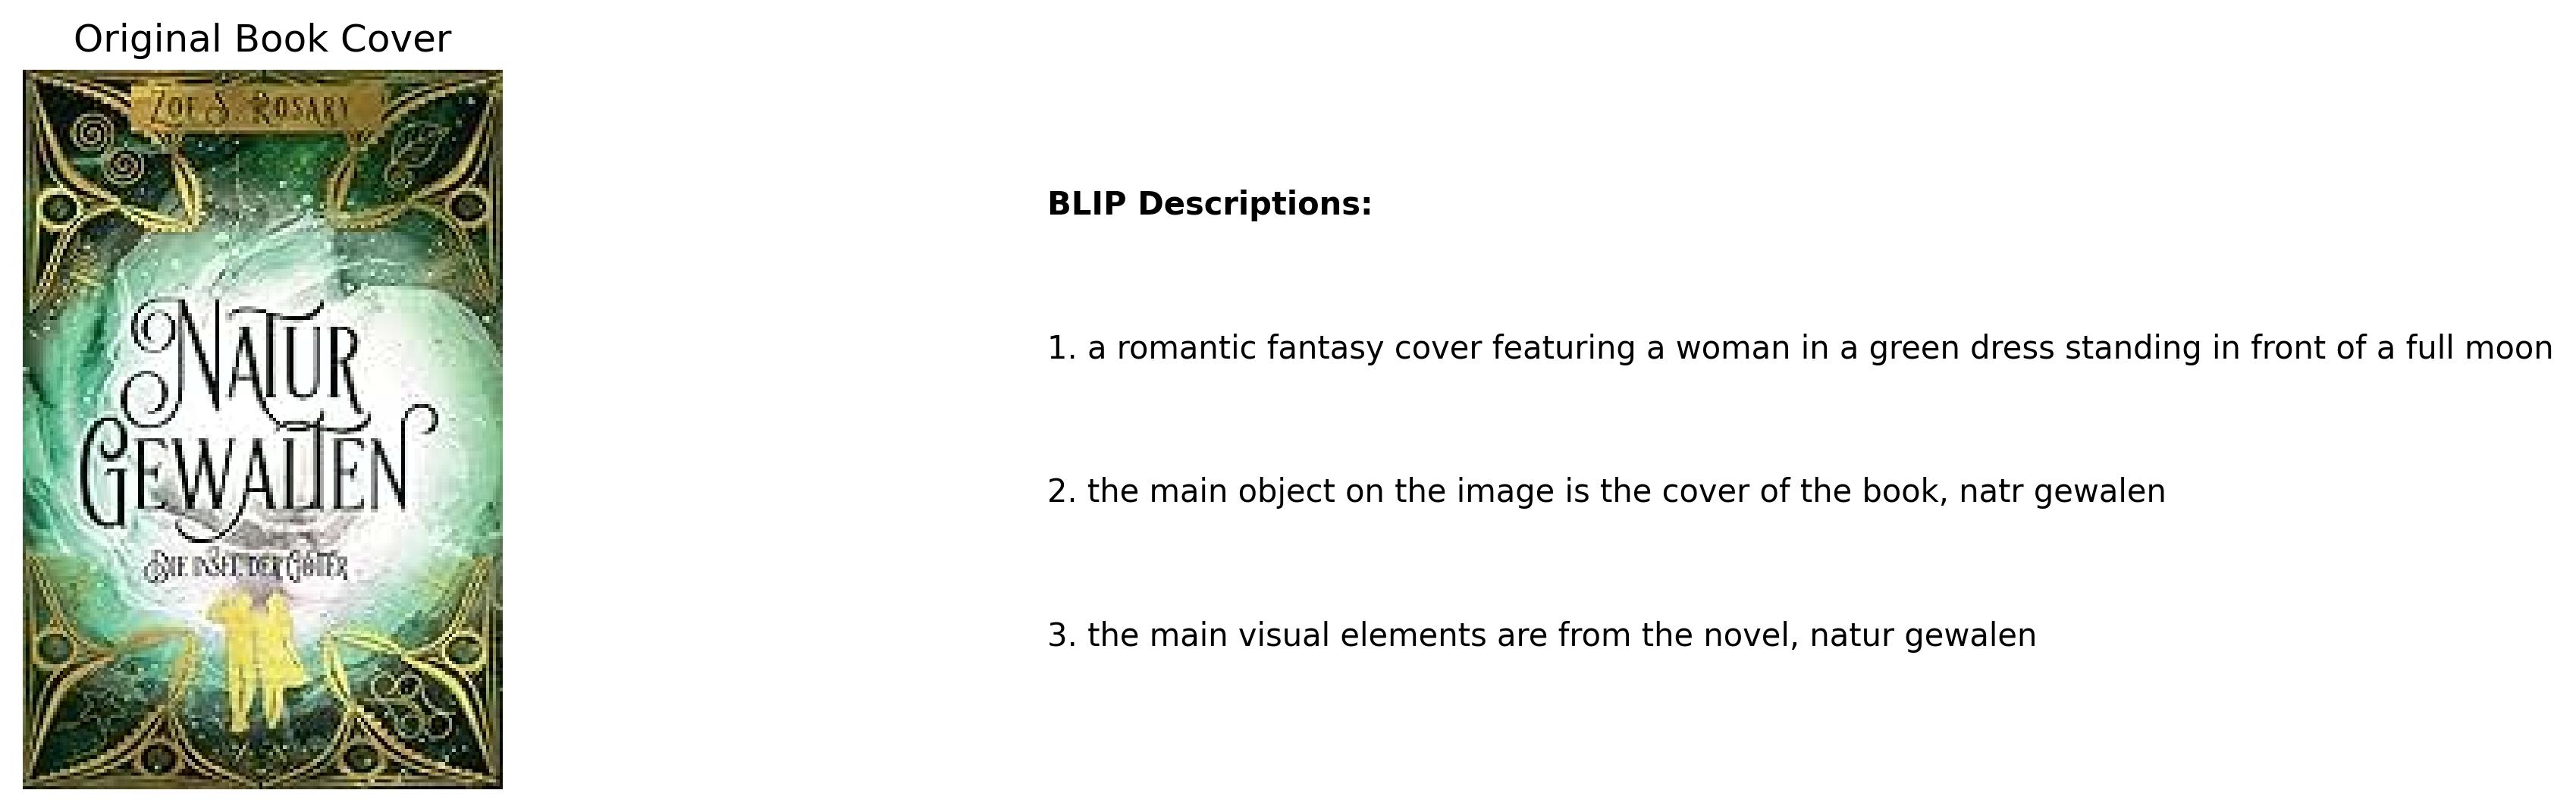 Original Book Cover
ZOE S. ROSARY
NATUR
GEWALTEN
DIE INSEL DER GÖTTER
BLIP Descriptions:
1. a romantic fantasy cover featuring a woman in a green dress standing in front of a full moon
2. the main object on the image is the cover of the book, natr gewalen
3. the main visual elements are from the novel, natur gewalen